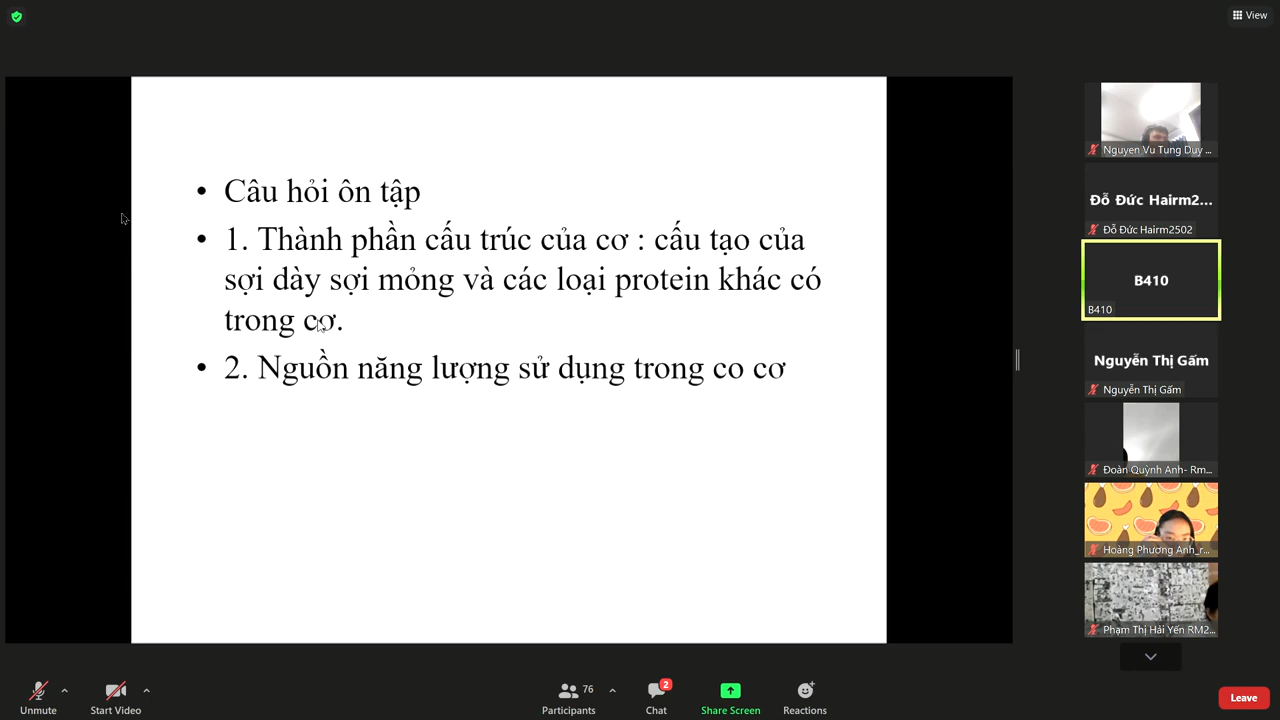 View
• Câu hỏi ôn tập
• 1. Thành phần cấu trúc của cơ : cấu tạo của
sợi dày sợi mỏng và các loại protein khác có
trong cơ.
• 2. Nguồn năng lượng sử dụng trong co cơ
Nguyen Vu Tung Duy ...
Đỗ Đức Hairm2...
Đỗ Đức Hairm2502
B410
B410
Nguyễn Thị Gấm
Nguyễn Thị Gấm
Đoàn Quỳnh Anh- Rm...
Hoàng Phương Anh_r...
Phạm Thị Hải Yến RM2...
Unmute
Start Video
76
Participants
2
Chat
Share Screen
Reactions
Leave